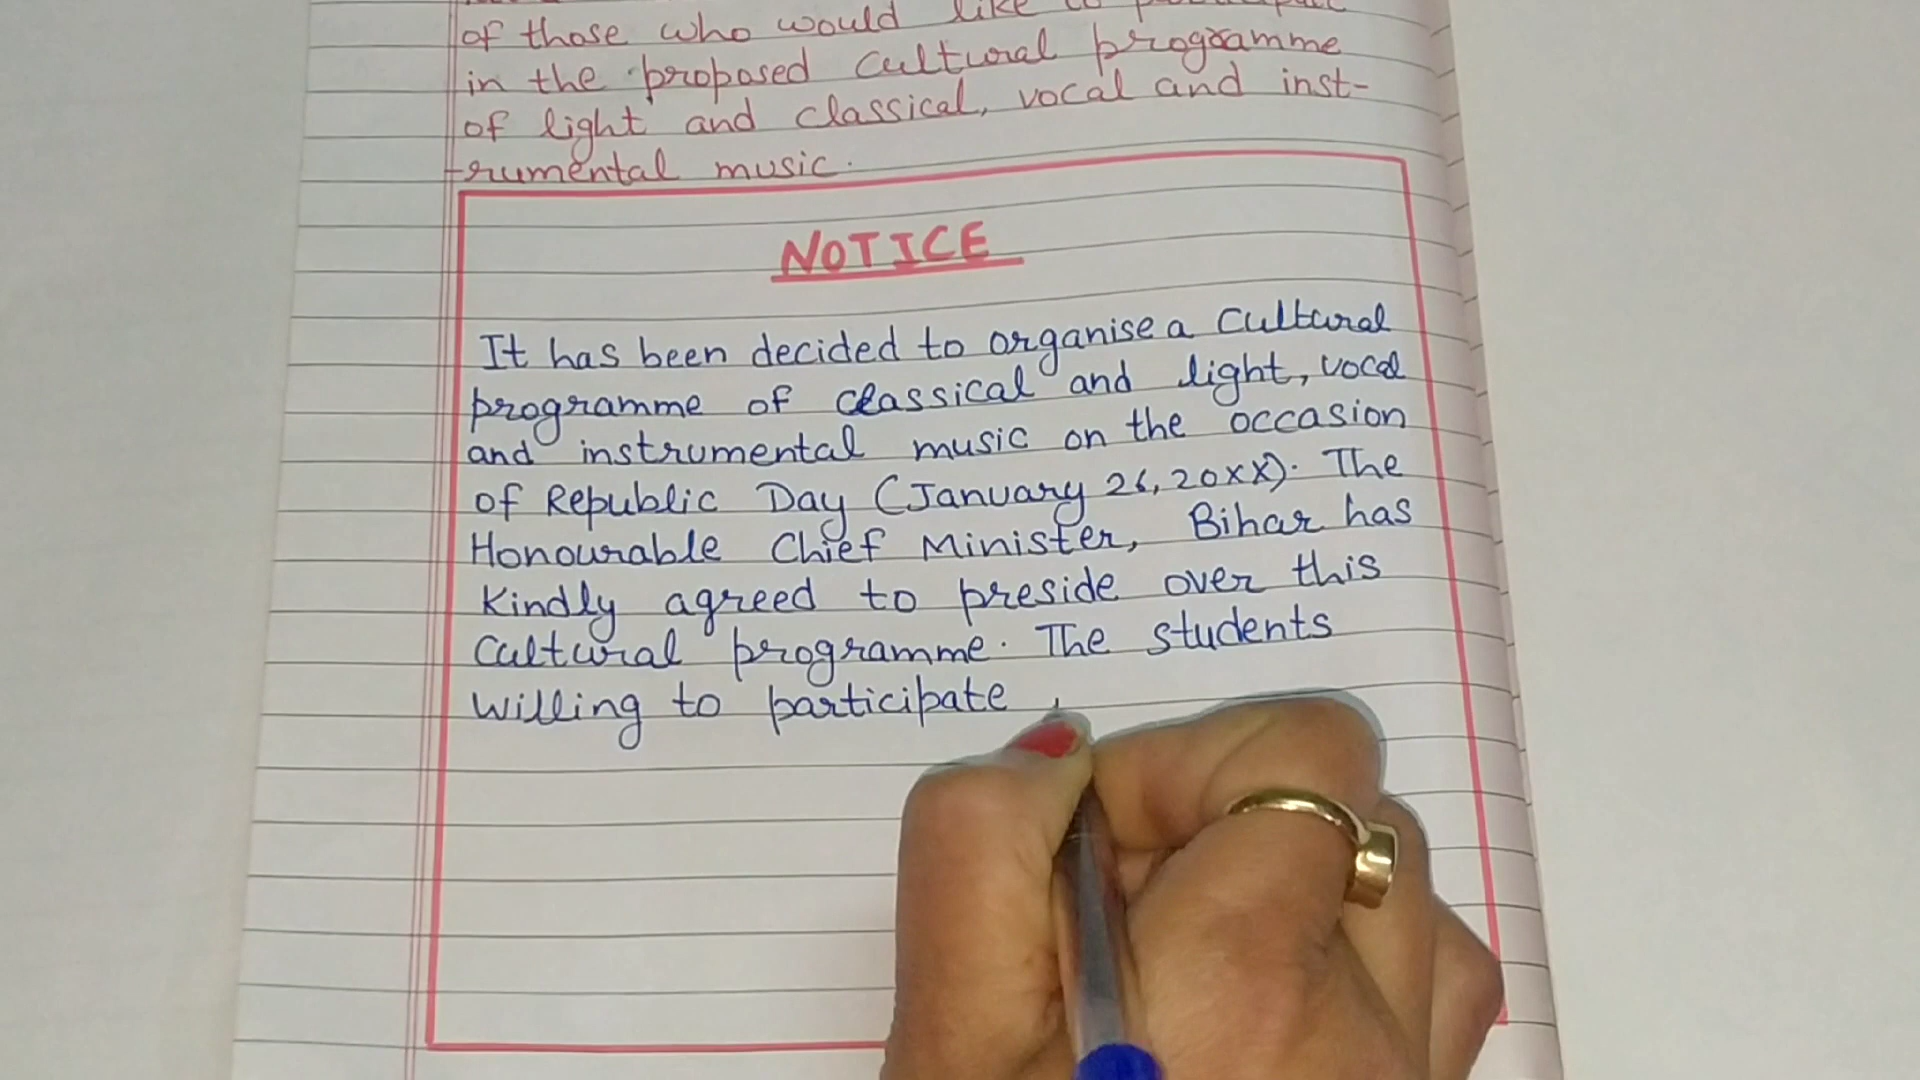 of those who would like to participate
in the proposed cultural programme
of light and classical, vocal and inst-
-rumental music.
NOTICE
It has been decided to organise a cultural
programme of classical and light, vocal
and instrumental music on the occasion
of Republic Day (January 26, 20XX). The
Honourable Chief Minister, Bihar has
kindly agreed to preside over this
cultural programme. The students
willing to participate